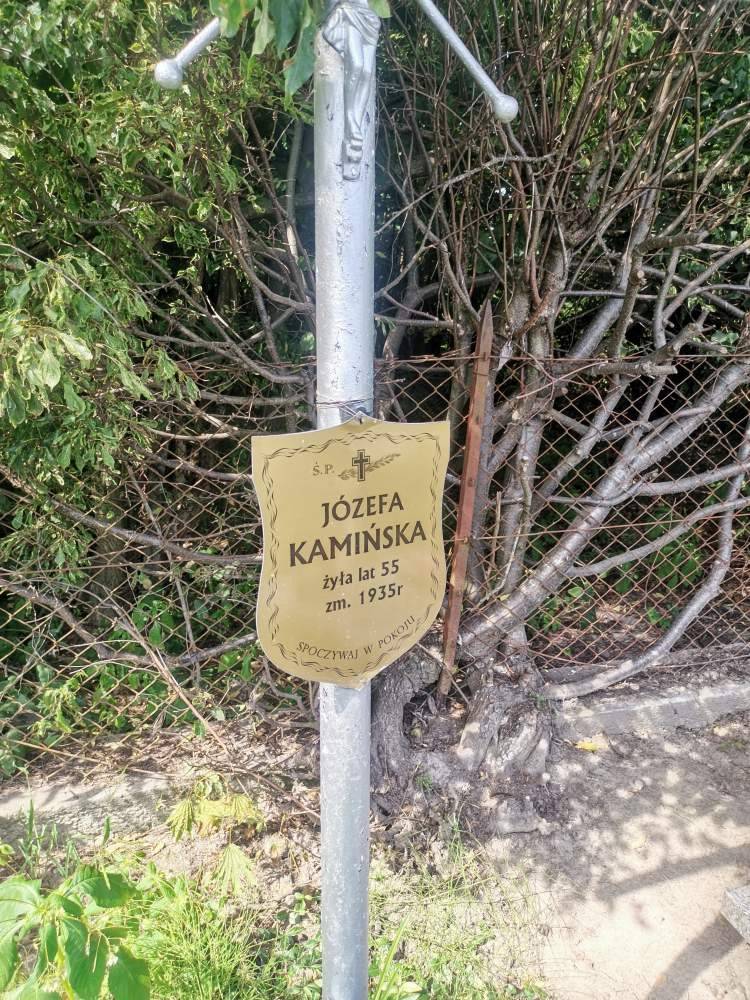 Ś.P.
JÓZEFA
KAMIŃSKA
żyła lat 55
zm. 1935r
SPOCZYWAJ W POKOJU